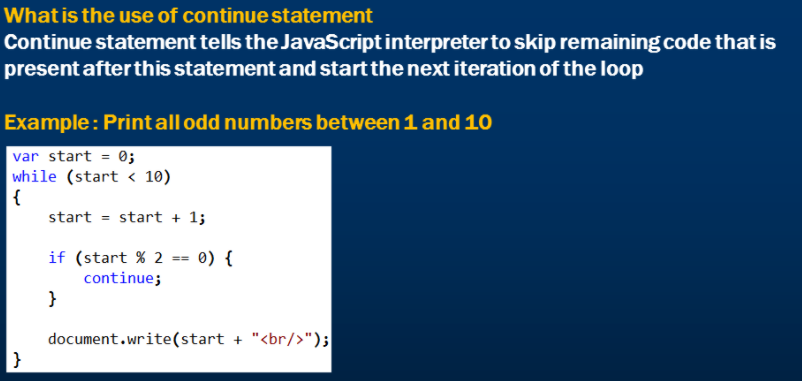 What is the use of continue statement
Continue statement tells the JavaScript interpreter to skip remaining code that is
present after this statement and start the next iteration of the loop
Example : Print all odd numbers between 1 and 10
var start = 0;
while (start < 10)
{
    start = start + 1;
    if (start % 2 == 0) {
        continue;
    }
    document.write(start + "<br/>");
}